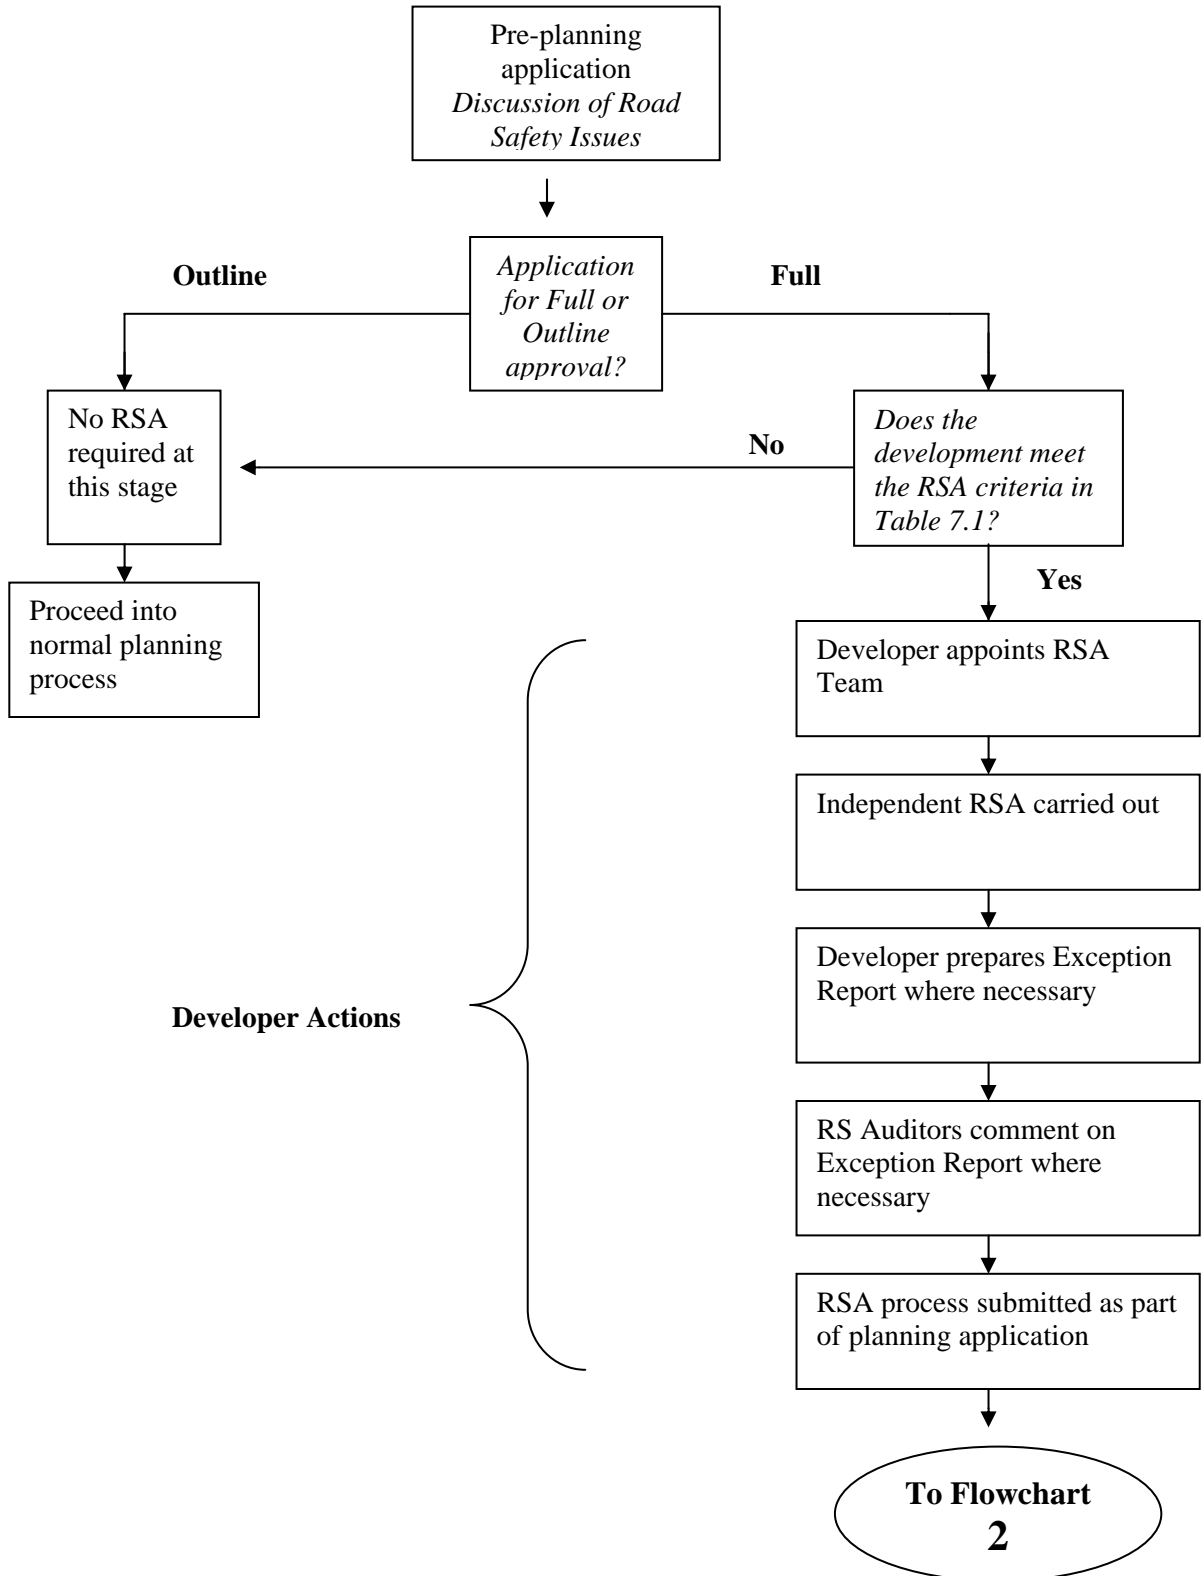 Pre-planning
application
Discussion of Road
Safety Issues
Outline
Application
for Full or
Outline
approval?
Full
No RSA
required at
this stage
No
Does the
development meet
the RSA criteria in
Table 7.1?
Yes
Proceed into
normal planning
process
Developer appoints RSA
Team
Independent RSA carried out
Developer prepares Exception
Report where necessary
Developer Actions
RS Auditors comment on
Exception Report where
necessary
RSA process submitted as part
of planning application
To Flowchart
2